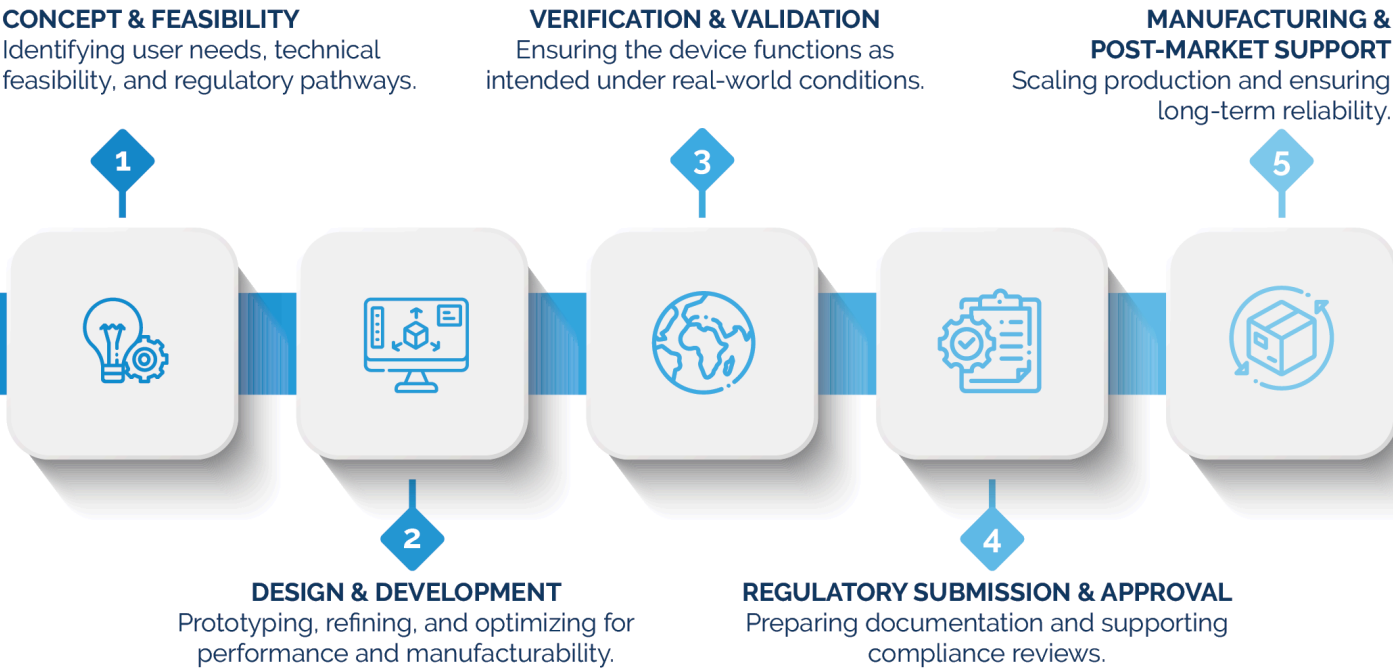 CONCEPT & FEASIBILITY
Identifying user needs, technical
feasibility, and regulatory pathways.
1
2
DESIGN & DEVELOPMENT
Prototyping, refining, and optimizing for
performance and manufacturability.
VERIFICATION & VALIDATION
Ensuring the device functions as
intended under real-world conditions.
3
4
REGULATORY SUBMISSION & APPROVAL
Preparing documentation and supporting
compliance reviews.
MANUFACTURING &
POST-MARKET SUPPORT
Scaling production and ensuring
long-term reliability.
5